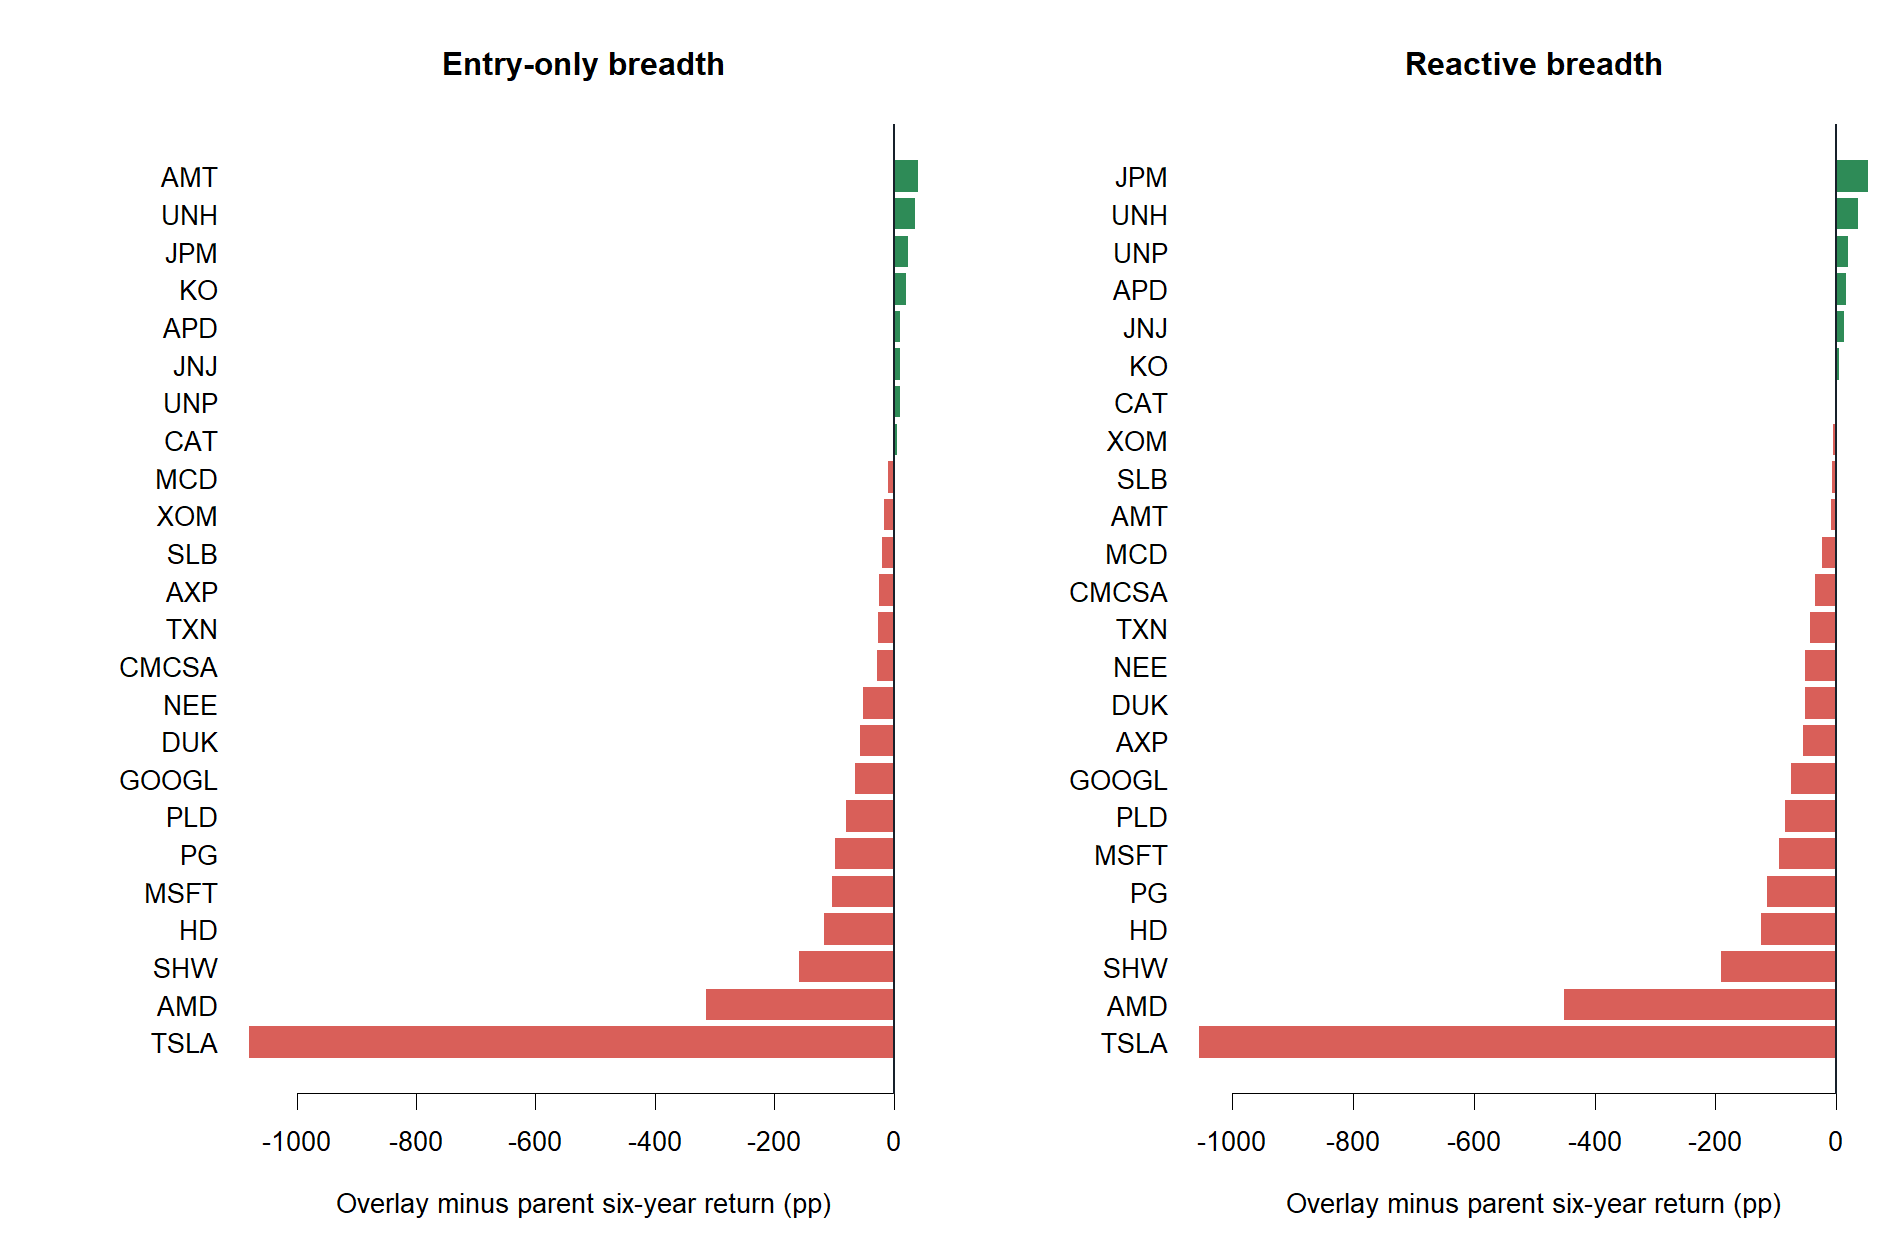 Entry-only breadth
AMT
UNH
JPM
KO
APD
JNJ
UNP
CAT
MCD
XOM
SLB
AXP
TXN
CMCSA
NEE
DUK
GOOGL
PLD
PG
MSFT
HD
SHW
AMD
TSLA
-1000 -800 -600 -400 -200 0
Overlay minus parent six-year return (pp)
Reactive breadth
JPM
UNH
UNP
APD
JNJ
KO
CAT
XOM
SLB
AMT
MCD
CMCSA
TXN
NEE
DUK
AXP
GOOGL
PLD
MSFT
PG
HD
SHW
AMD
TSLA
-1000 -800 -600 -400 -200 0
Overlay minus parent six-year return (pp)